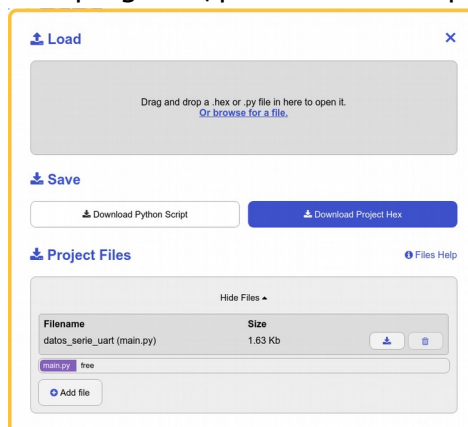 Load
Drag and drop a .hex or .py file in here to open it.
Or browse for a file.
Save
Download Python Script
Download Project Hex
Project Files
Files Help
Hide Files
Filename Size
datos_serie_uart (main.py) 1.63 Kb
main.py free
Add file